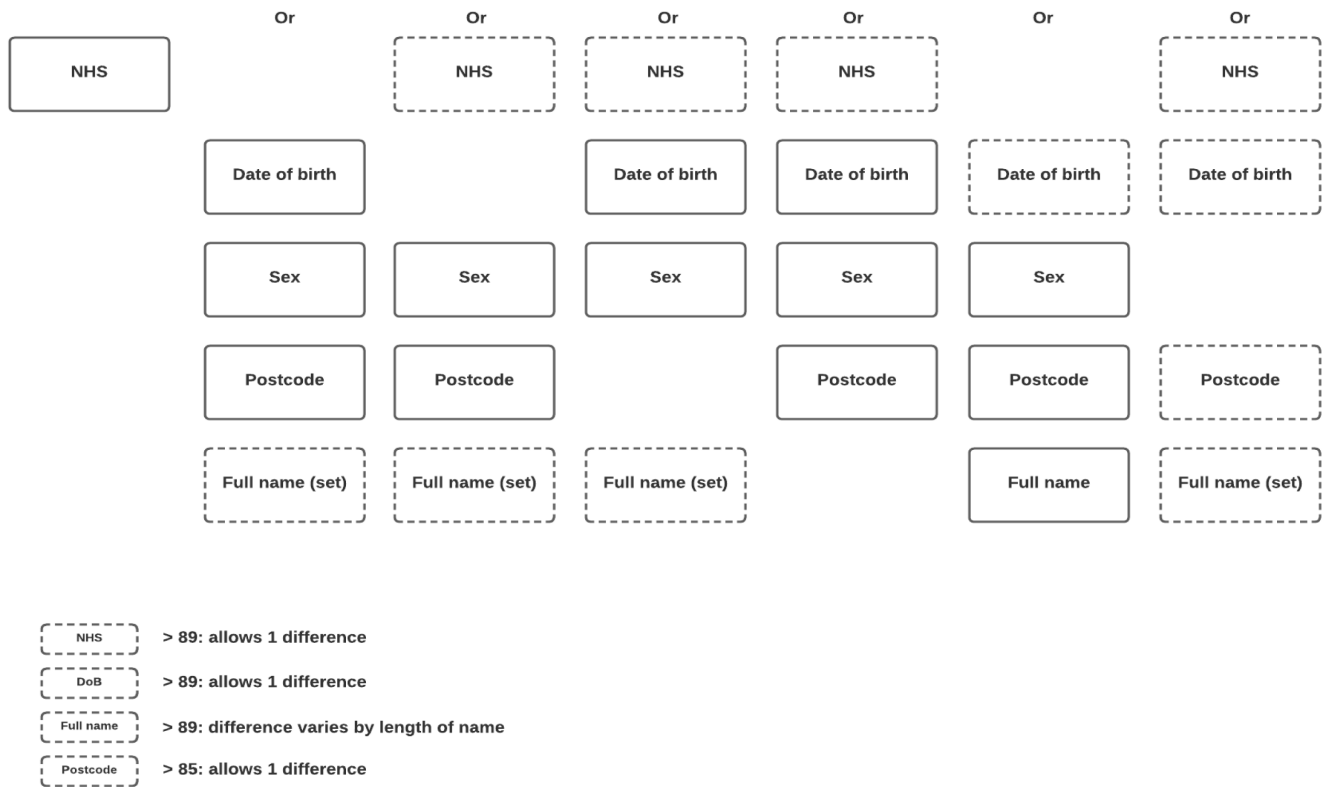 Or Or Or Or Or Or
NHS NHS NHS NHS NHS
Date of birth Date of birth Date of birth Date of birth Date of birth
Sex Sex Sex Sex Sex
Postcode Postcode Postcode Postcode Postcode
Full name (set) Full name (set) Full name (set) Full name Full name (set)
NHS > 89: allows 1 difference
DoB > 89: allows 1 difference
Full name > 89: difference varies by length of name
Postcode > 85: allows 1 difference